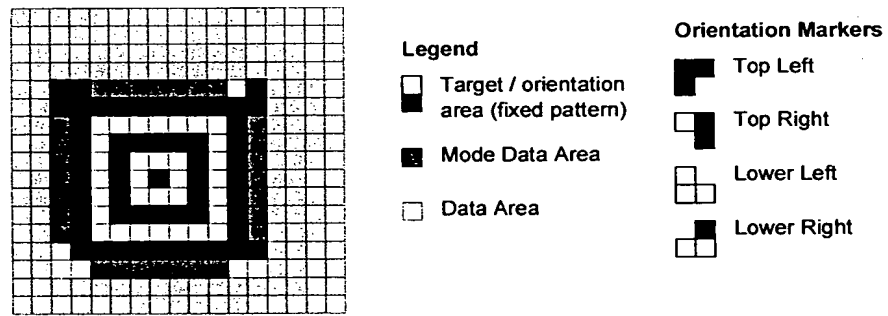 Legend
Target / orientation
area (fixed pattern)
Mode Data Area
Data Area
Orientation Markers
Top Left
Top Right
Lower Left
Lower Right